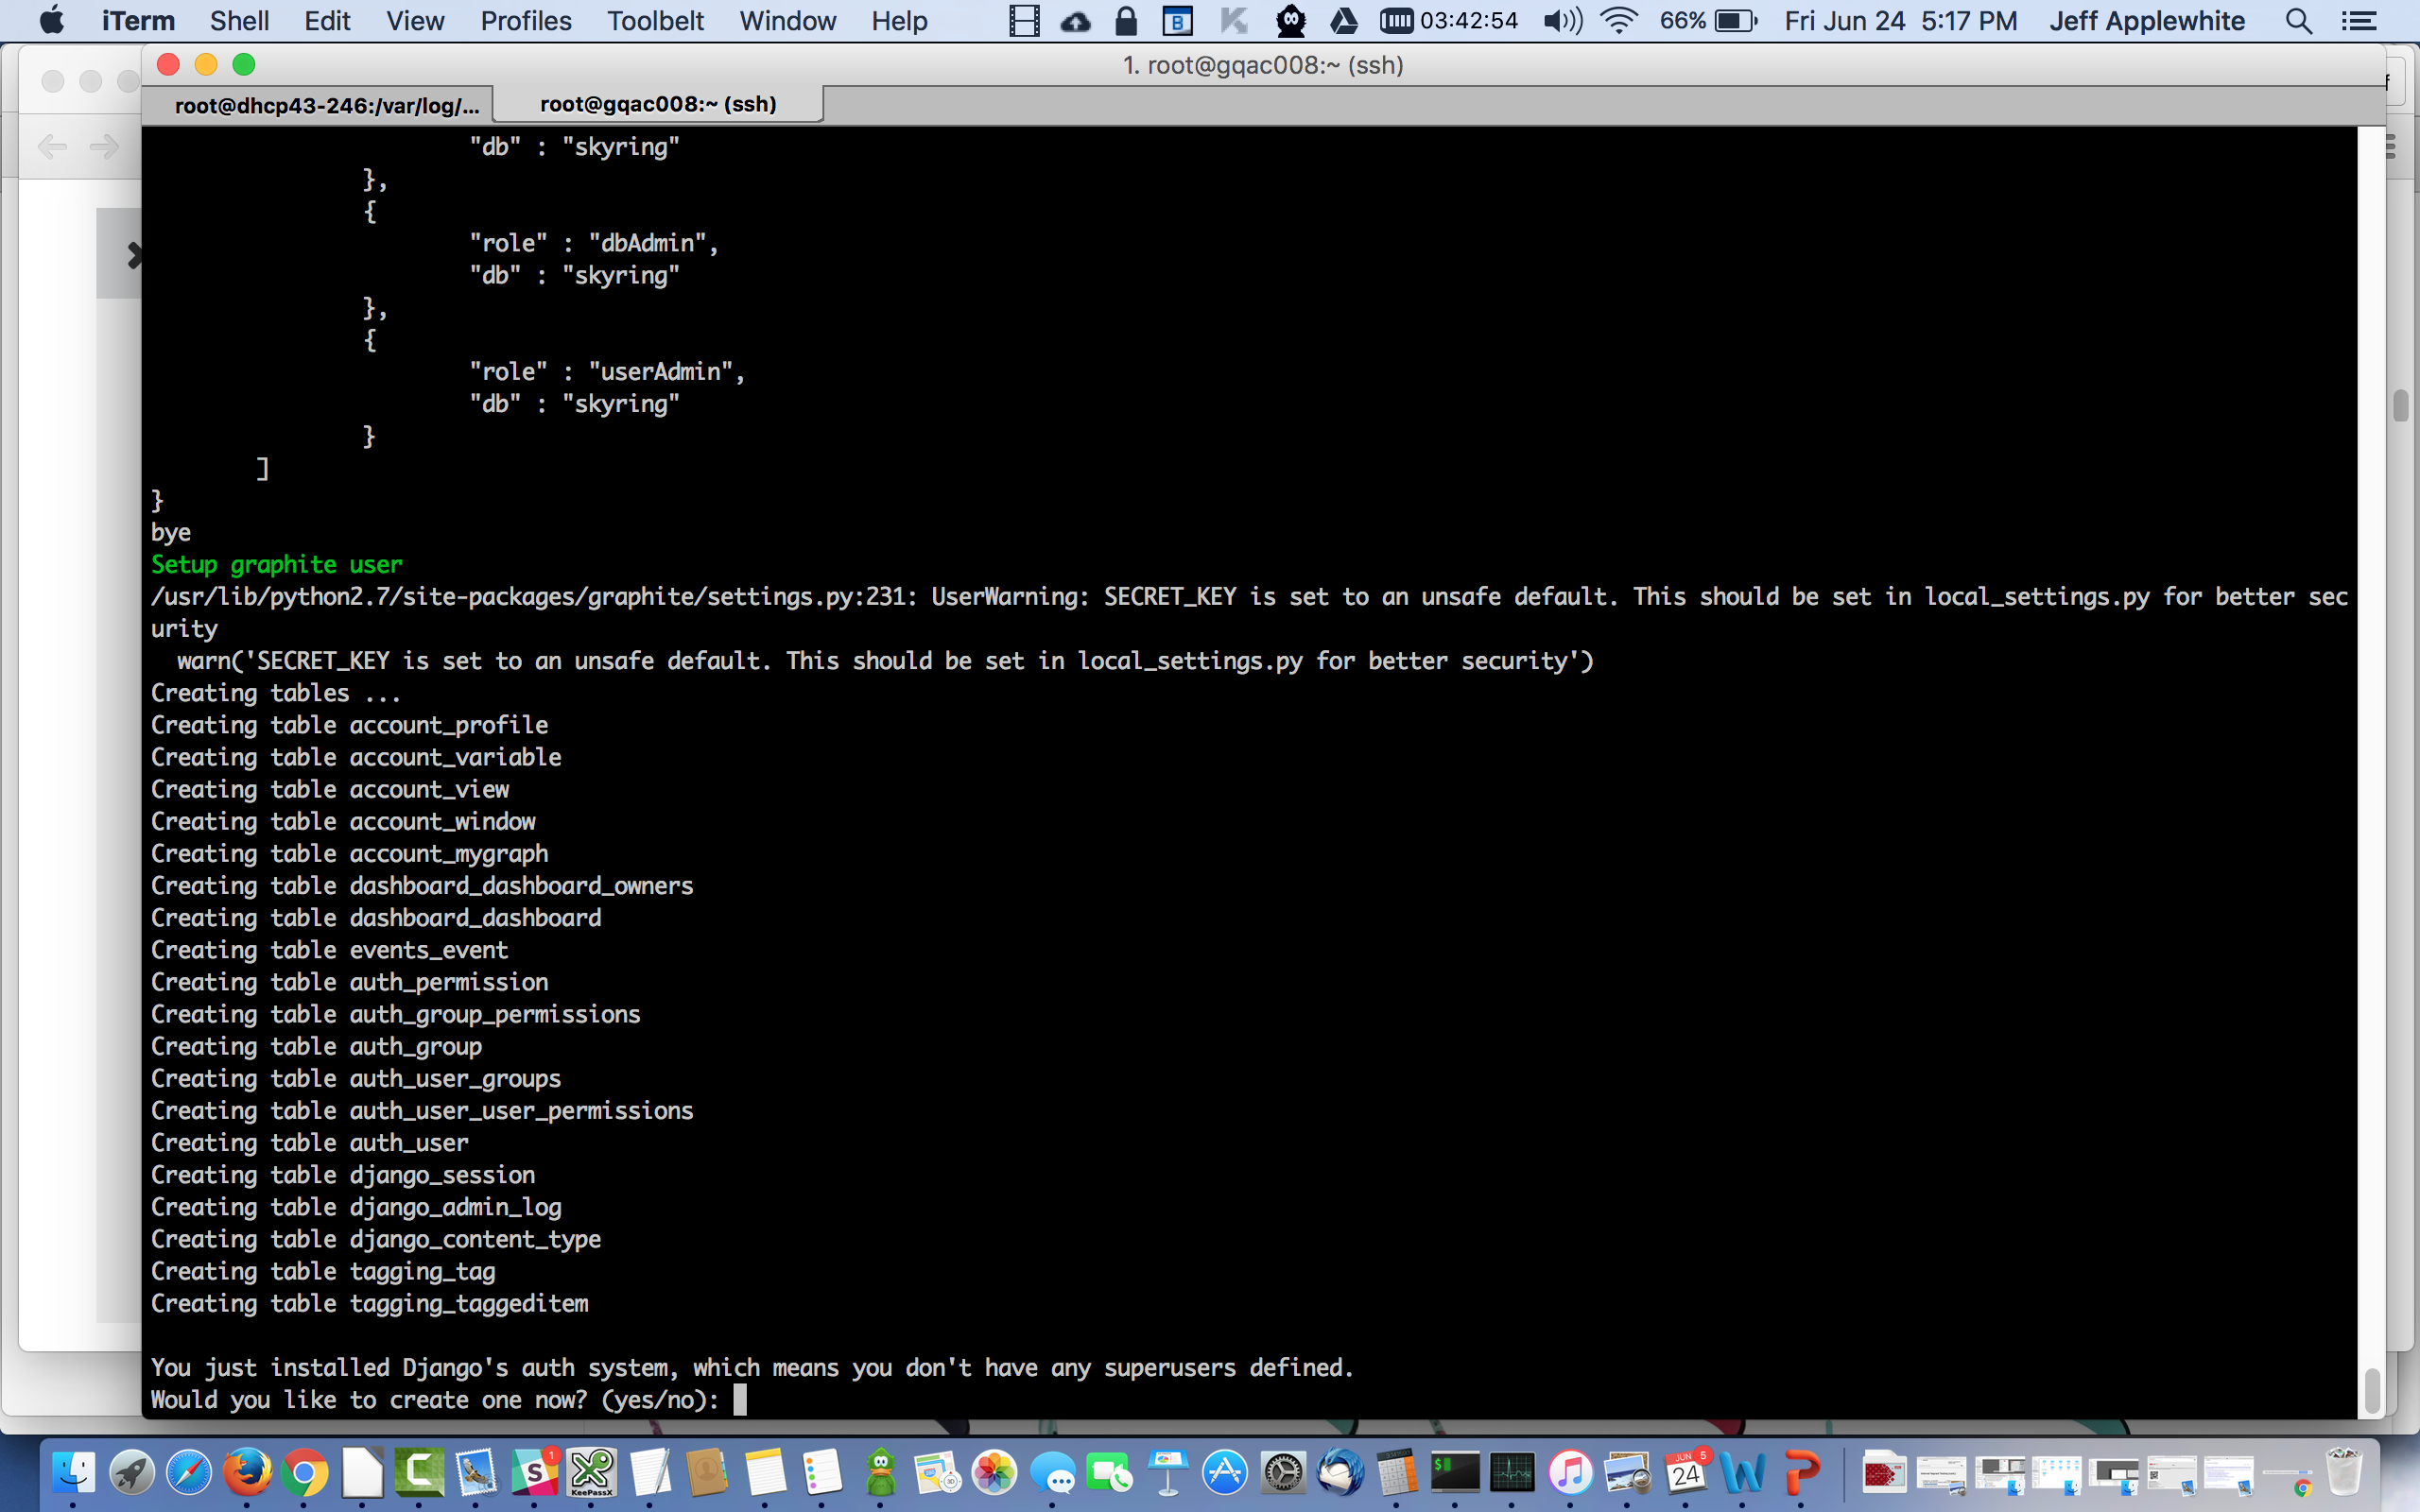 iTerm Shell Edit View Profiles Toolbelt Window Help 03:42:54 66% Fri Jun 24 5:17 PM Jeff Applewhite
1. root@gqac008:~ (ssh)
root@dhcp43-246:/var/log/... root@gqac008:~ (ssh)
"db" : "skyring"
},
{
"role" : "dbAdmin",
"db" : "skyring"
},
{
"role" : "userAdmin",
"db" : "skyring"
}
]
}
bye
Setup graphite user
/usr/lib/python2.7/site-packages/graphite/settings.py:231: UserWarning: SECRET_KEY is set to an unsafe default. This should be set in local_settings.py for better sec
urity
warn('SECRET_KEY is set to an unsafe default. This should be set in local_settings.py for better security')
Creating tables ...
Creating table account_profile
Creating table account_variable
Creating table account_view
Creating table account_window
Creating table account_mygraph
Creating table dashboard_dashboard_owners
Creating table dashboard_dashboard
Creating table events_event
Creating table auth_permission
Creating table auth_group_permissions
Creating table auth_group
Creating table auth_user_groups
Creating table auth_user_user_permissions
Creating table auth_user
Creating table django_session
Creating table django_admin_log
Creating table django_content_type
Creating table tagging_tag
Creating table tagging_taggeditem
You just installed Django's auth system, which means you don't have any superusers defined.
Would you like to create one now? (yes/no):
1
KeePassX
JUN
24
5